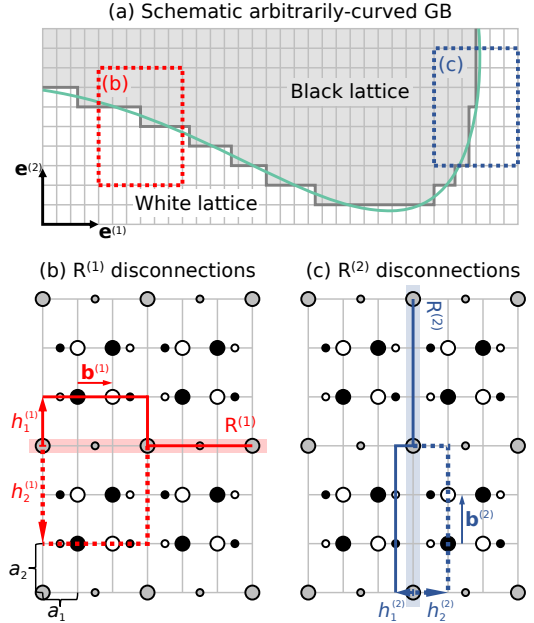 (a) Schematic arbitrarily-curved GB
(b)
(c)
Black lattice
e⁽²⁾
White lattice
e⁽¹⁾
(b) R⁽¹⁾ disconnections
(c) R⁽²⁾ disconnections
R⁽²⁾
b⁽¹⁾
h₁⁽¹⁾
R⁽¹⁾
h₂⁽¹⁾
b⁽²⁾
a₂
a₁
h₁⁽²⁾
h₂⁽²⁾